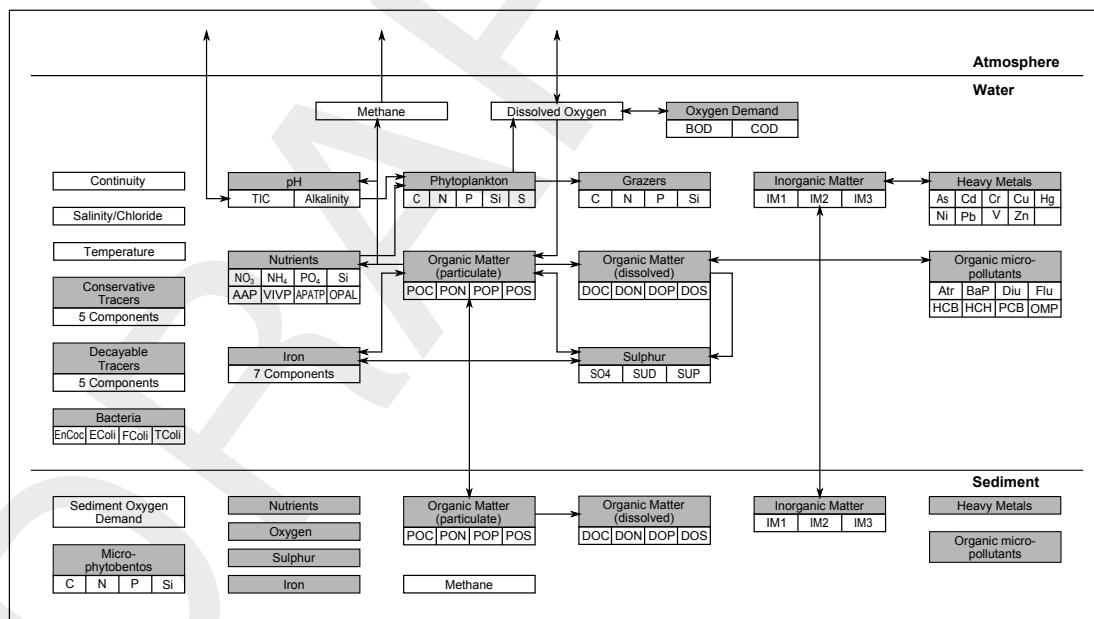 Atmosphere
Water
Methane
Dissolved Oxygen
Oxygen Demand
BOD COD
Continuity
Salinity/Chloride
Temperature
Conservative
Tracers
5 Components
Decayable
Tracers
5 Components
Bacteria
EnCoc EColi FColi TColi
pH
TIC Alkalinity
Phytoplankton
C N P Si S
Grazers
C N P Si
Inorganic Matter
IM1 IM2 IM3
Heavy Metals
As Cd Cr Cu Hg
Ni Pb V Zn
Nutrients
NO3 NH4 PO4 Si
AAP VIVP APATP OPAL
Organic Matter
(particulate)
POC PON POP POS
Organic Matter
(dissolved)
DOC DON DOP DOS
Organic micro-
pollutants
Atr BaP Diu Flu
HCB HCH PCB OMP
Iron
7 Components
Sulphur
SO4 SUD SUP
Sediment
Sediment Oxygen
Demand
Micro-
phytobentos
C N P Si
Nutrients
Oxygen
Sulphur
Iron
Organic Matter
(particulate)
POC PON POP POS
Methane
Organic Matter
(dissolved)
DOC DON DOP DOS
Inorganic Matter
IM1 IM2 IM3
Heavy Metals
Organic micro-
pollutants
DRAF